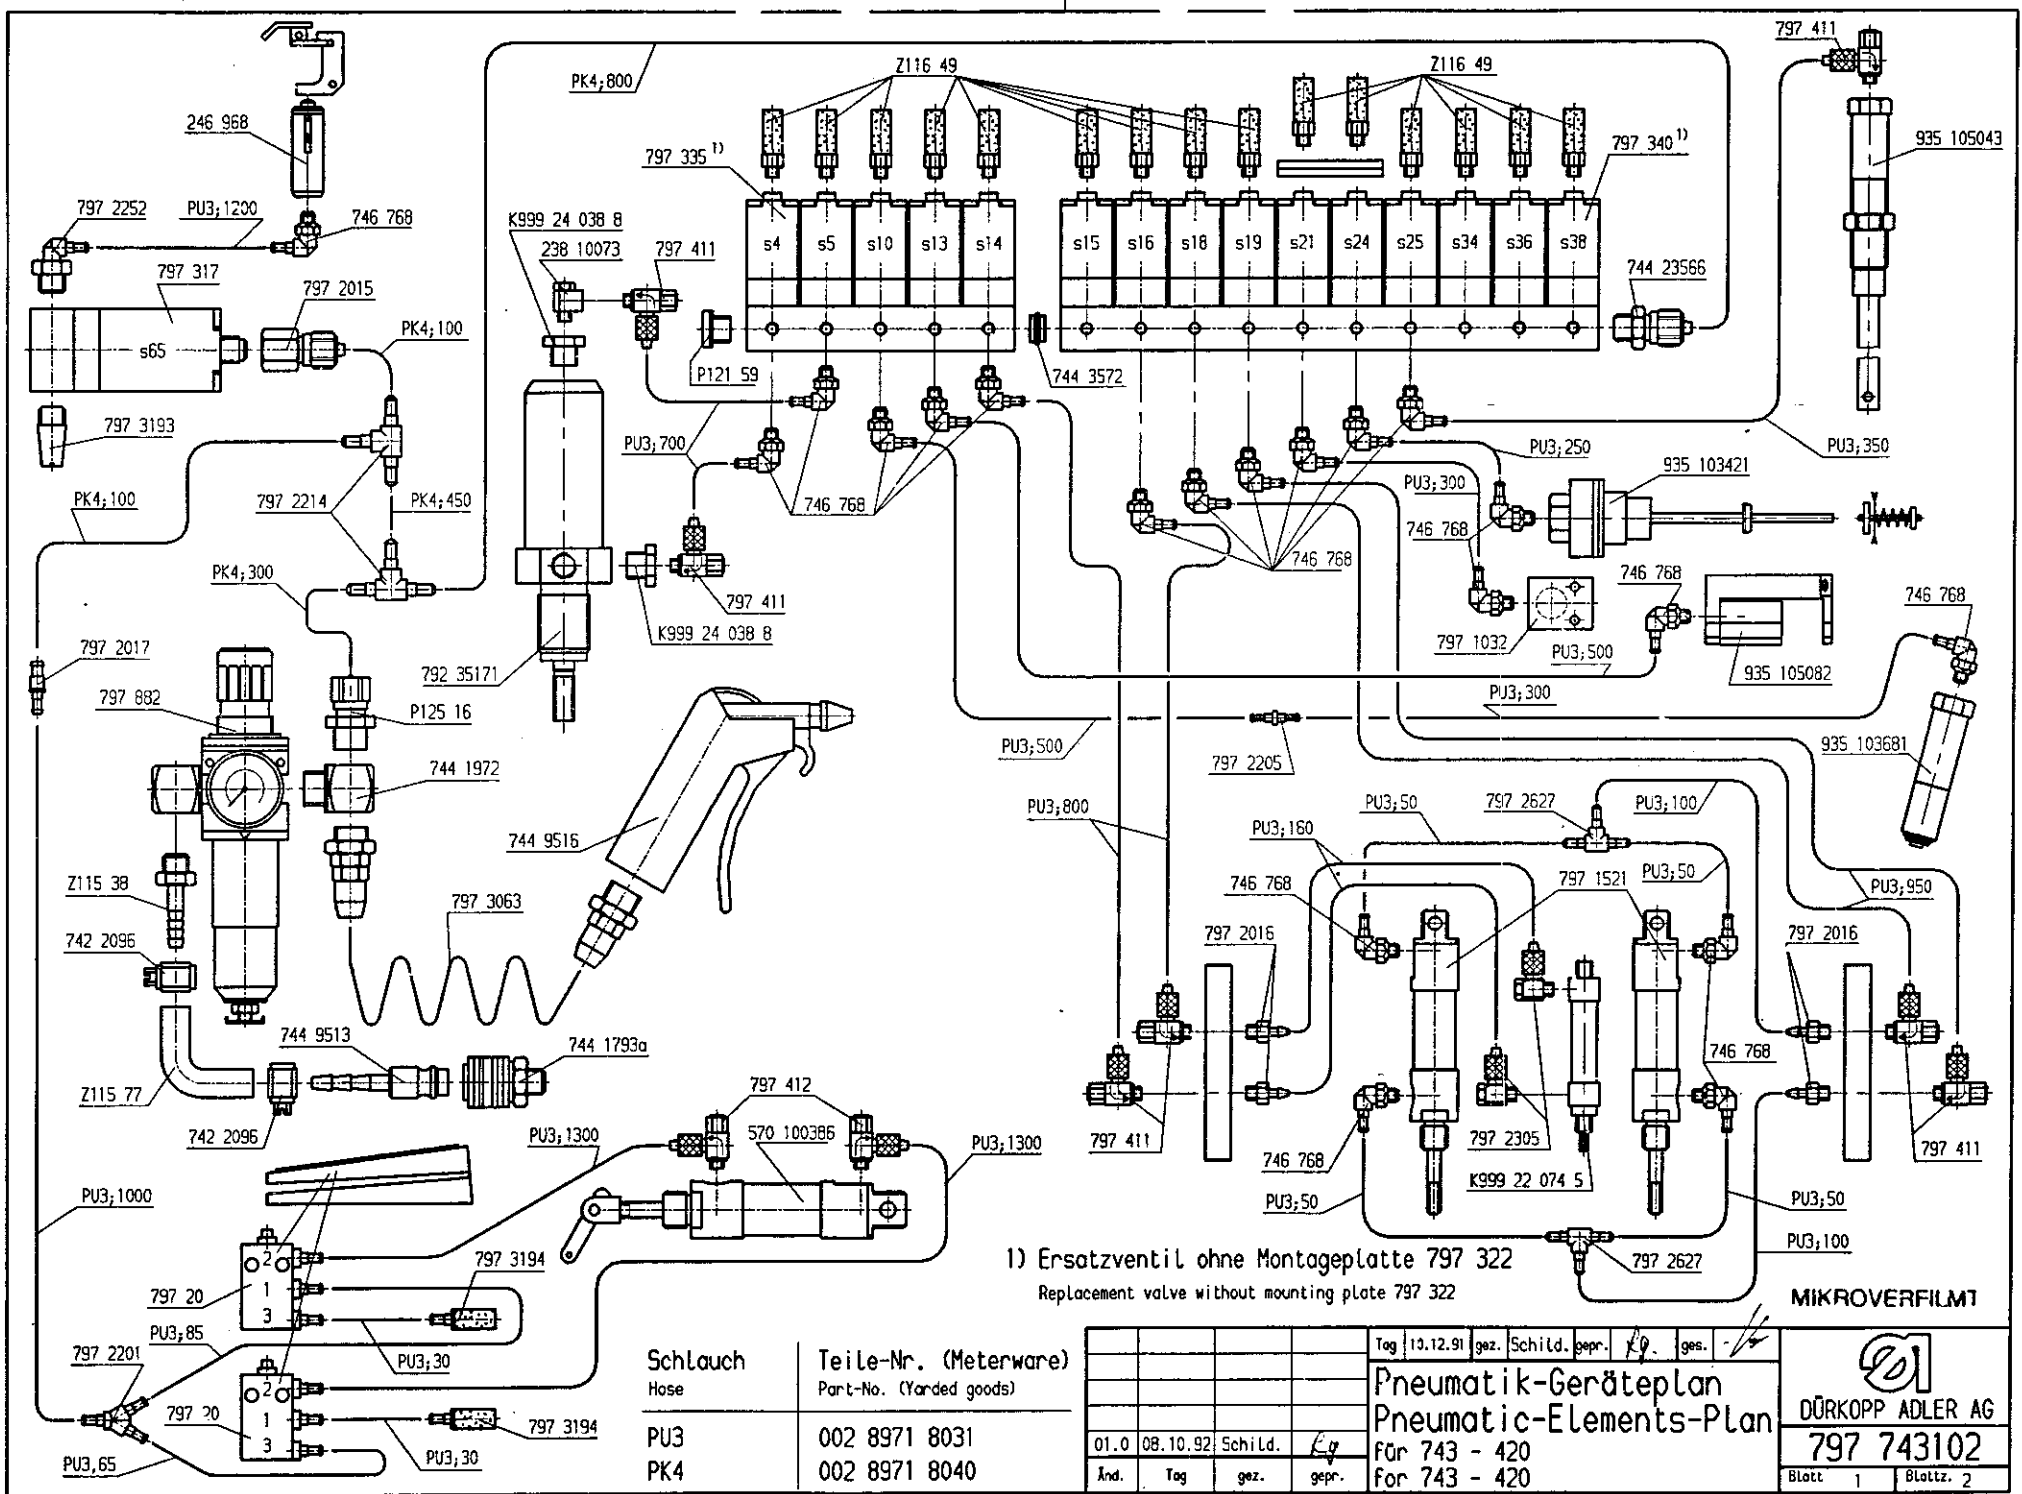 797 411
Z116 49
Z116 49
PK4;800
246 968
797 335 1)
797 340 1)
935 105043
797 2252
PU3;1200
746 768
K999 24 038 8
238 10073
797 411
s4
s5
s10
s13
s14
s15
s16
s18
s19
s21
s24
s25
s34
s36
s38
744 23566
797 317
797 2015
s65
PK4;100
P121 59
744 3572
797 3193
PU3;700
PU3;250
PU3;350
935 103421
PK4;100
797 2214
PK4;450
746 768
PU3;300
746 768
746 768
PK4;300
746 768
746 768
797 411
K999 24 038 8
797 1032
PU3;500
797 2017
792 35171
935 105082
797 882
P125 16
PU3;300
PU3;500
797 2205
935 103681
744 1972
PU3;800
PU3;50
797 2627
PU3;100
PU3;160
744 9516
746 768
797 1521
PU3;50
PU3;950
Z115 38
797 3063
742 2096
797 2016
797 2016
744 9513
744 1793a
746 768
Z115 77
797 412
742 2096
PU3;1300
570 100386
PU3;1300
797 411
746 768
797 2305
797 411
K999 22 074 5
PU3;1000
PU3;50
PU3;50
PU3;100
797 3194
797 2627
2
1
3
797 20
PU3;85
PU3;30
797 2201
2
1
3
797 20
797 3194
PU3;65
PU3;30
1) Ersatzventil ohne Montageplatte 797 322
Replacement valve without mounting plate 797 322
MIKROVERFILMT
Schlauch Teile-Nr. (Meterware)
Hose Part-No. (Yarded goods)
PU3 002 8971 8031
PK4 002 8971 8040
Tag 10.12.91 gez. Schild. gepr. ges.
Pneumatik-Geräteplan
Pneumatic-Elements-Plan
für 743 - 420
for 743 - 420
01.0 08.10.92 Schild.
Änd. Tag gez. gepr.
DÜRKOPP ADLER AG
797 743102
Blatt 1 Blattz. 2